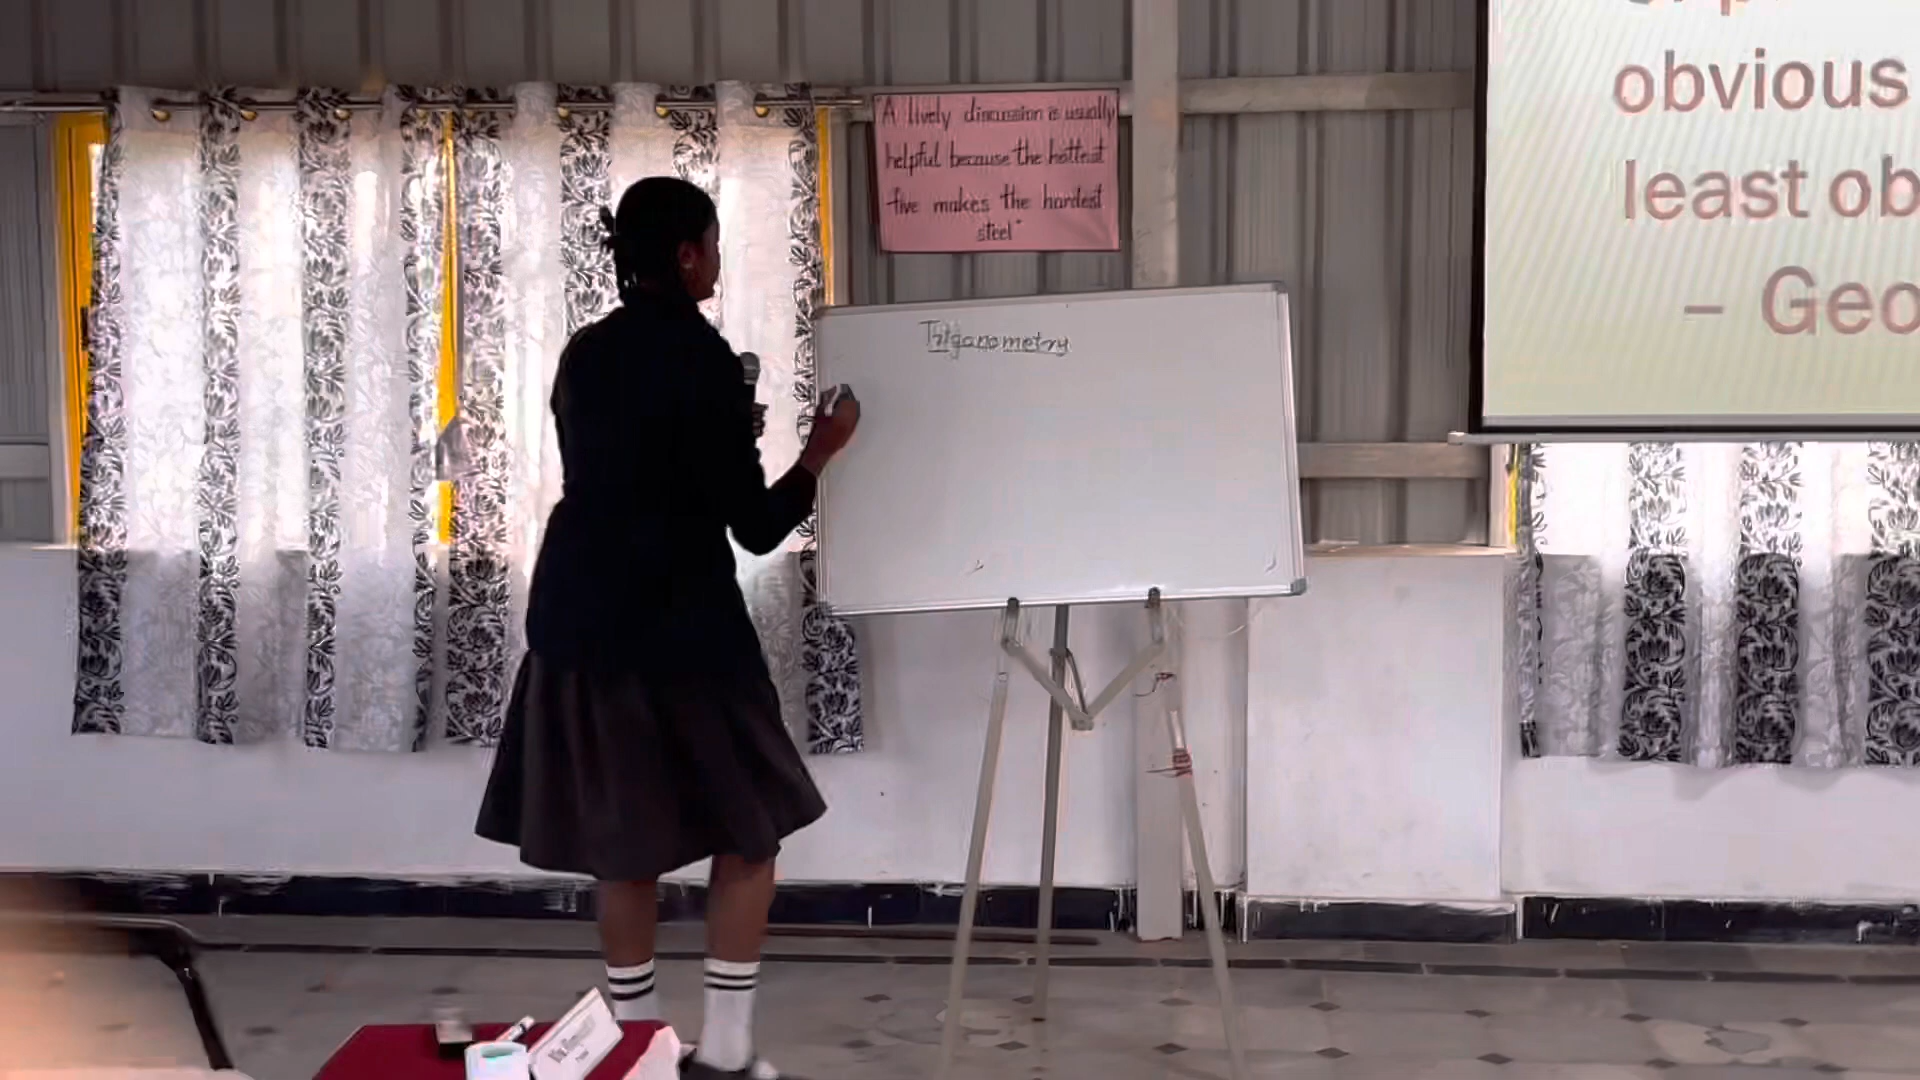 "A lively discussion is usually
helpful because the hottest
fire makes the hardest
steel"
Trigonometry
obvious
least ob
– Geo